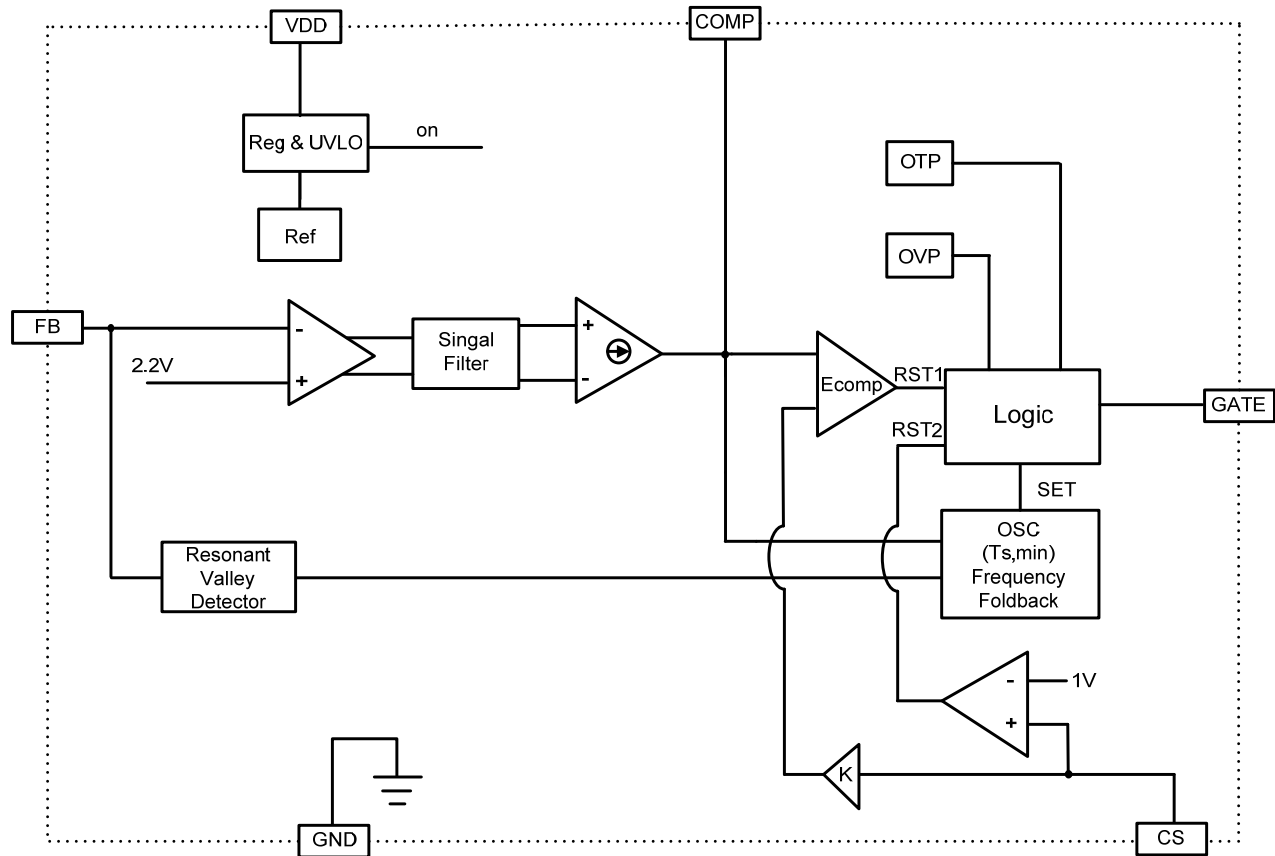 VDD
COMP
Reg & UVLO
on
Ref
OTP
OVP
FB
2.2V
-
+
Singal
Filter
+
-
Ecomp
RST1
RST2
Logic
GATE
SET
OSC
(Ts,min)
Frequency
Foldback
Resonant
Valley
Detector
-
1V
+
K
GND
CS